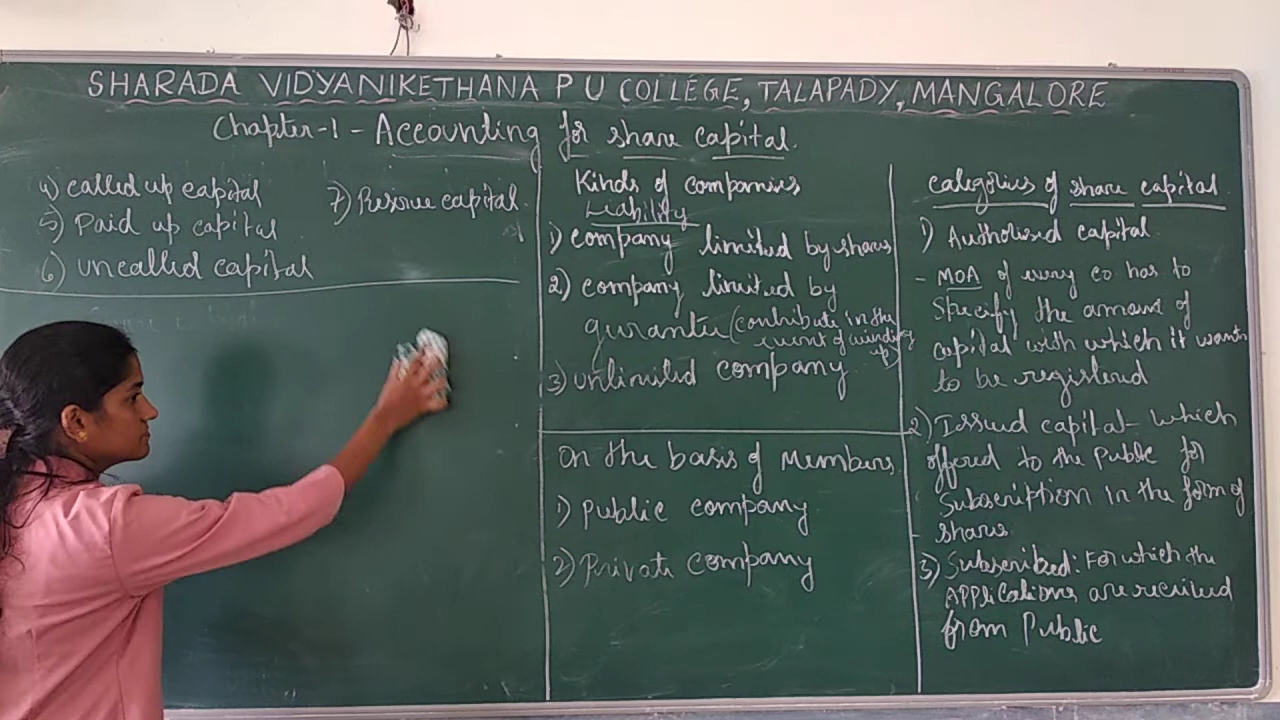 SHARADA VIDYANIKETHANA P U COLLEGE, TALAPADY, MANGALORE
Chapter-1 - Accounting for share capital.
4) called up capital
5) Paid up capital
6) uncalled capital
7) Reserve capital.
Kinds of companies
Liability
1) company limited by shares
2) company limited by
gurantee (contribute in the
event of winding
up)
3) unlimited company
On the basis of Members
1) Public company
2) Private company
categories of share capital
1) Authorised capital.
- MOA of every co has to
Specify the amount of
capital with which it wants
to be registered
2) Issued capital - which
offered to the Public for
Subscription in the form of
- shares
3) Subscribed: For which the
Applications are received
from Public